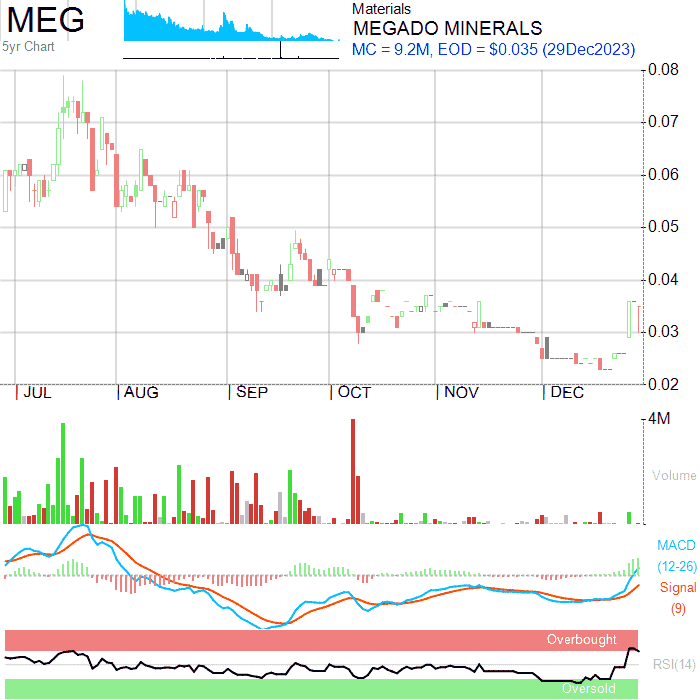 MEG
5yr Chart
Materials
MEGADO MINERALS
MC = 9.2M, EOD = $0.035 (29Dec2023)
0.08
0.07
0.06
0.05
0.04
0.03
0.02
JUL AUG SEP OCT NOV DEC
4M
Volume
MACD
(12-26)
Signal
(9)
Overbought
RSI(14)
Oversold